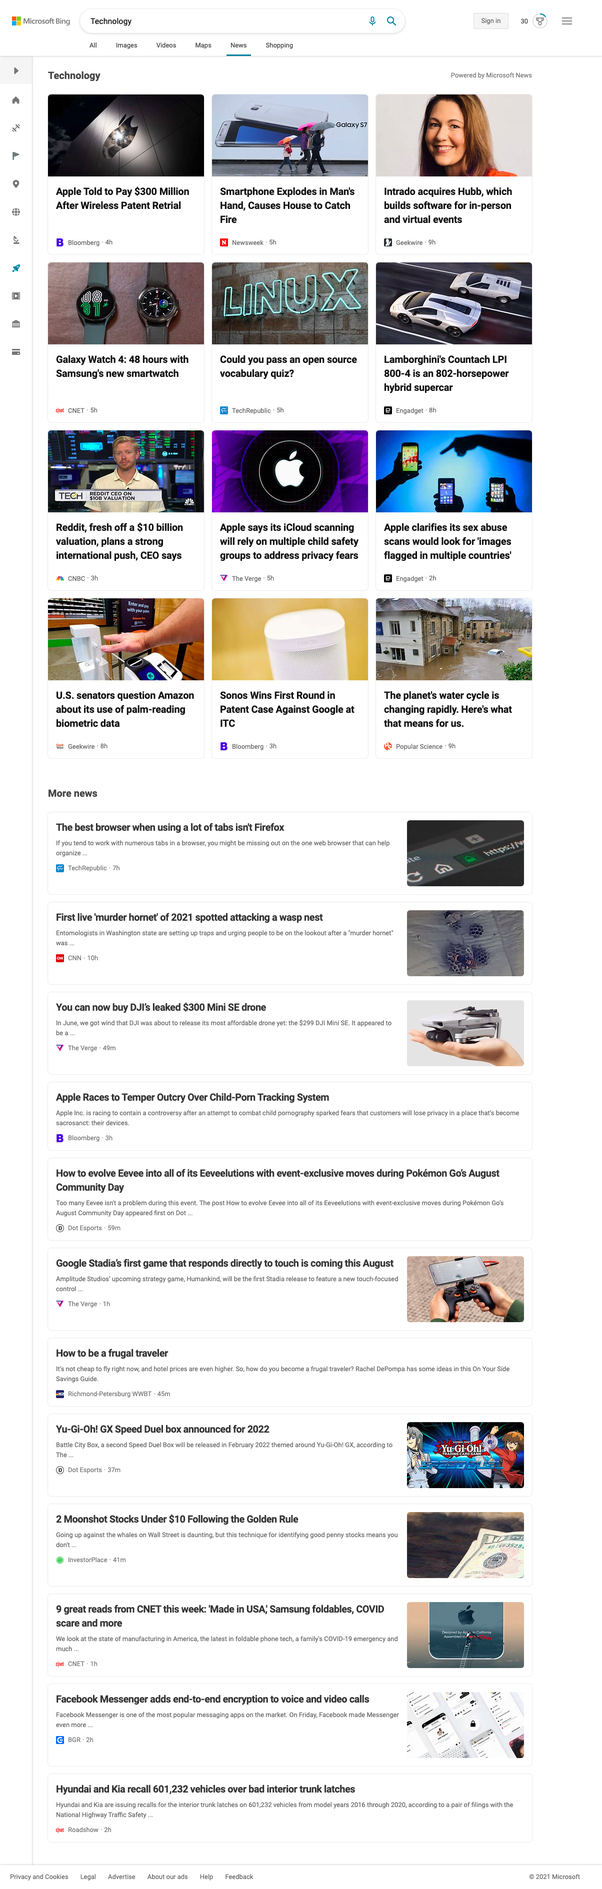 Microsoft Bing
Technology
Sign in
30
All Images Videos Maps News Shopping
Technology
Powered by Microsoft News
Galaxy S7
Apple Told to Pay $300 Million
After Wireless Patent Retrial
Bloomberg · 4h
Smartphone Explodes in Man's
Hand, Causes House to Catch
Fire
Newsweek · 5h
Intrado acquires Hubb, which
builds software for in-person
and virtual events
Geekwire · 9h
LINUX
Galaxy Watch 4: 48 hours with
Samsung's new smartwatch
CNET · 5h
Could you pass an open source
vocabulary quiz?
TechRepublic · 5h
Lamborghini's Countach LPI
800-4 is an 802-horsepower
hybrid supercar
Engadget · 8h
TECH
REDDIT CEO ON
$10B VALUATION
Reddit, fresh off a $10 billion
valuation, plans a strong
international push, CEO says
CNBC · 3h
Apple says its iCloud scanning
will rely on multiple child safety
groups to address privacy fears
The Verge · 5h
Apple clarifies its sex abuse
scans would look for 'images
flagged in multiple countries'
Engadget · 2h
U.S. senators question Amazon
about its use of palm-reading
biometric data
Geekwire · 8h
Sonos Wins First Round in
Patent Case Against Google at
ITC
Bloomberg · 3h
The planet's water cycle is
changing rapidly. Here's what
that means for us.
Popular Science · 9h
More news
The best browser when using a lot of tabs isn't Firefox
If you tend to work with numerous tabs in a browser, you might be missing out on the one web browser that can help
organize ...
TechRepublic · 7h
First live 'murder hornet' of 2021 spotted attacking a wasp nest
Entomologists in Washington state are setting up traps and urging people to be on the lookout after a "murder hornet"
was ...
CNN · 10h
You can now buy DJI's leaked $300 Mini SE drone
In June, we got wind that DJI was about to release its most affordable drone yet: the $299 DJI Mini SE. It appeared to
be a ...
The Verge · 49m
Apple Races to Temper Outcry Over Child-Porn Tracking System
Apple Inc. is racing to contain a controversy after an attempt to combat child pornography sparked fears that customers will lose privacy in a place that's become
sacrosanct: their devices.
Bloomberg · 3h
How to evolve Eevee into all of its Eeveelutions with event-exclusive moves during Pokémon Go's August
Community Day
Too many Eevee isn't a problem during this event. The post How to evolve Eevee into all of its Eeveelutions with event-exclusive moves during Pokémon Go's
August Community Day appeared first on Dot ...
Dot Esports · 59m
Google Stadia's first game that responds directly to touch is coming this August
Amplitude Studios' upcoming strategy game, Humankind, will be the first Stadia release to feature a new touch-focused
control ...
The Verge · 1h
How to be a frugal traveler
It's not cheap to fly right now, and hotel prices are even higher. So, how do you become a frugal traveler? Rachel DePompa has some ideas in this On Your Side
Savings Guide.
Richmond-Petersburg WWBT · 45m
Yu-Gi-Oh! GX Speed Duel box announced for 2022
Battle City Box, a second Speed Duel Box will be released in February 2022 themed around Yu-Gi-Oh! GX, according to
The ...
Dot Esports · 37m
Yu-Gi-Oh!
2 Moonshot Stocks Under $10 Following the Golden Rule
Going up against the whales on Wall Street is daunting, but this technique for identifying good penny stocks means you
don't ...
InvestorPlace · 41m
9 great reads from CNET this week: 'Made in USA,' Samsung foldables, COVID
scare and more
We look at the state of manufacturing in America, the latest in foldable phone tech, a family's COVID-19 emergency and
much ...
CNET · 1h
Facebook Messenger adds end-to-end encryption to voice and video calls
Facebook Messenger is one of the most popular messaging apps on the market. On Friday, Facebook made Messenger
even more ...
BGR · 2h
Hyundai and Kia recall 601,232 vehicles over bad interior trunk latches
Hyundai and Kia are issuing recalls for the interior trunk latches on 601,232 vehicles from model years 2016 through 2020, according to a pair of filings with the
National Highway Traffic Safety ...
Roadshow · 2h
Privacy and Cookies Legal Advertise About our ads Help Feedback
© 2021 Microsoft